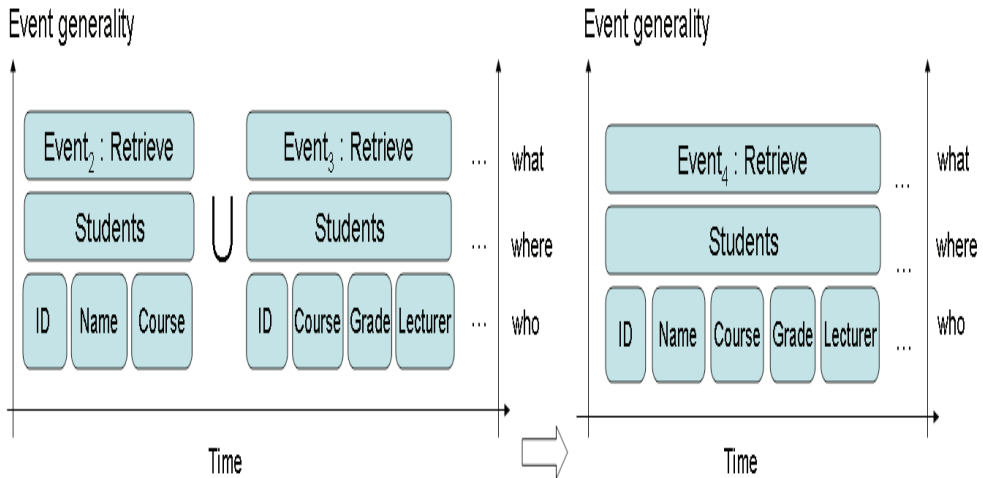 Event generality
Event2 : Retrieve
Event3 : Retrieve
... what
Students
∪
Students
... where
ID Name Course
ID Course Grade Lecturer
... who
Time
Event generality
Event4 : Retrieve
... what
Students
... where
ID Name Course Grade Lecturer
... who
Time